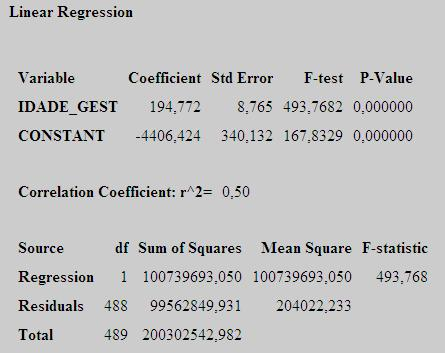 Linear Regression
Variable Coefficient Std Error F-test P-Value
IDADE_GEST 194,772 8,765 493,7682 0,000000
CONSTANT -4406,424 340,132 167,8329 0,000000
Correlation Coefficient: r^2= 0,50
Source df Sum of Squares Mean Square F-statistic
Regression 1 100739693,050 100739693,050 493,768
Residuals 488 99562849,931 204022,233
Total 489 200302542,982